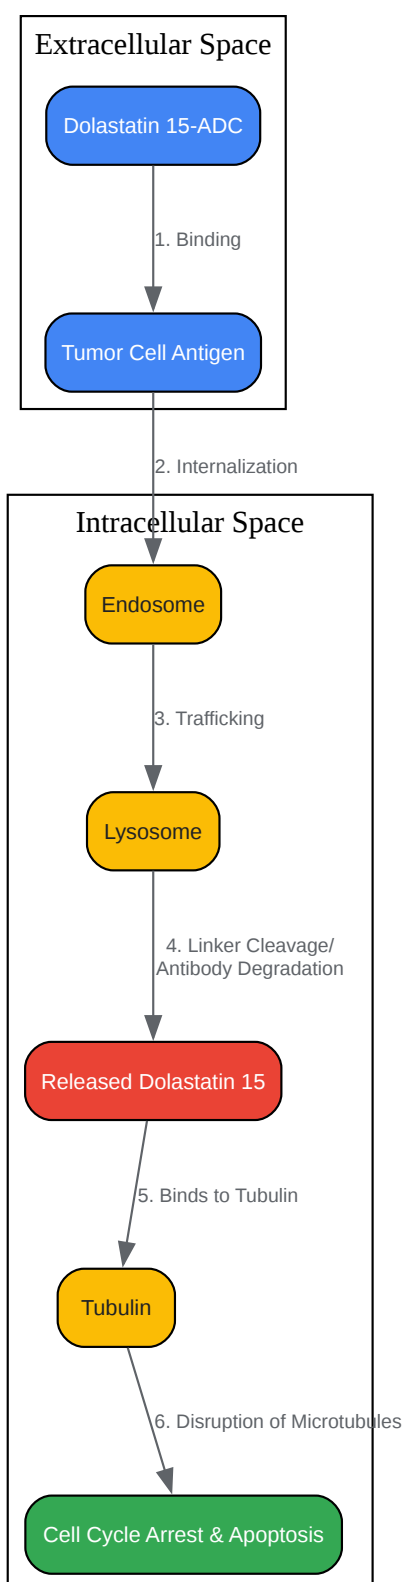 Extracellular Space
Dolastatin 15-ADC
1. Binding
Tumor Cell Antigen
2. Internalization
Intracellular Space
Endosome
3. Trafficking
Lysosome
4. Linker Cleavage/
Antibody Degradation
Released Dolastatin 15
5. Binds to Tubulin
Tubulin
6. Disruption of Microtubules
Cell Cycle Arrest & Apoptosis